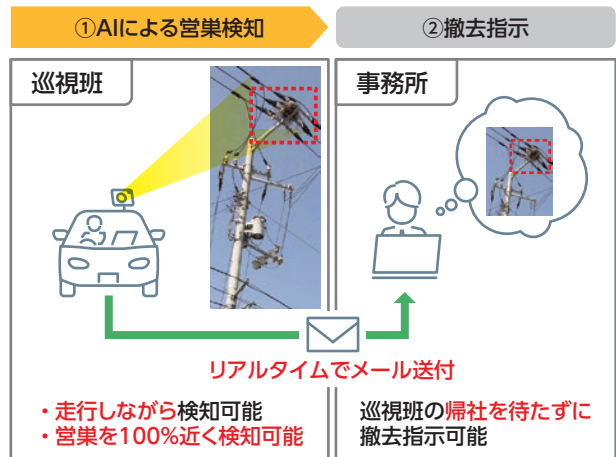 ①AIによる営巣検知
②撤去指示
巡視班
事務所
リアルタイムでメール送付
・走行しながら検知可能
・営巣を100%近く検知可能
巡視班の帰社を待たずに
撤去指示可能